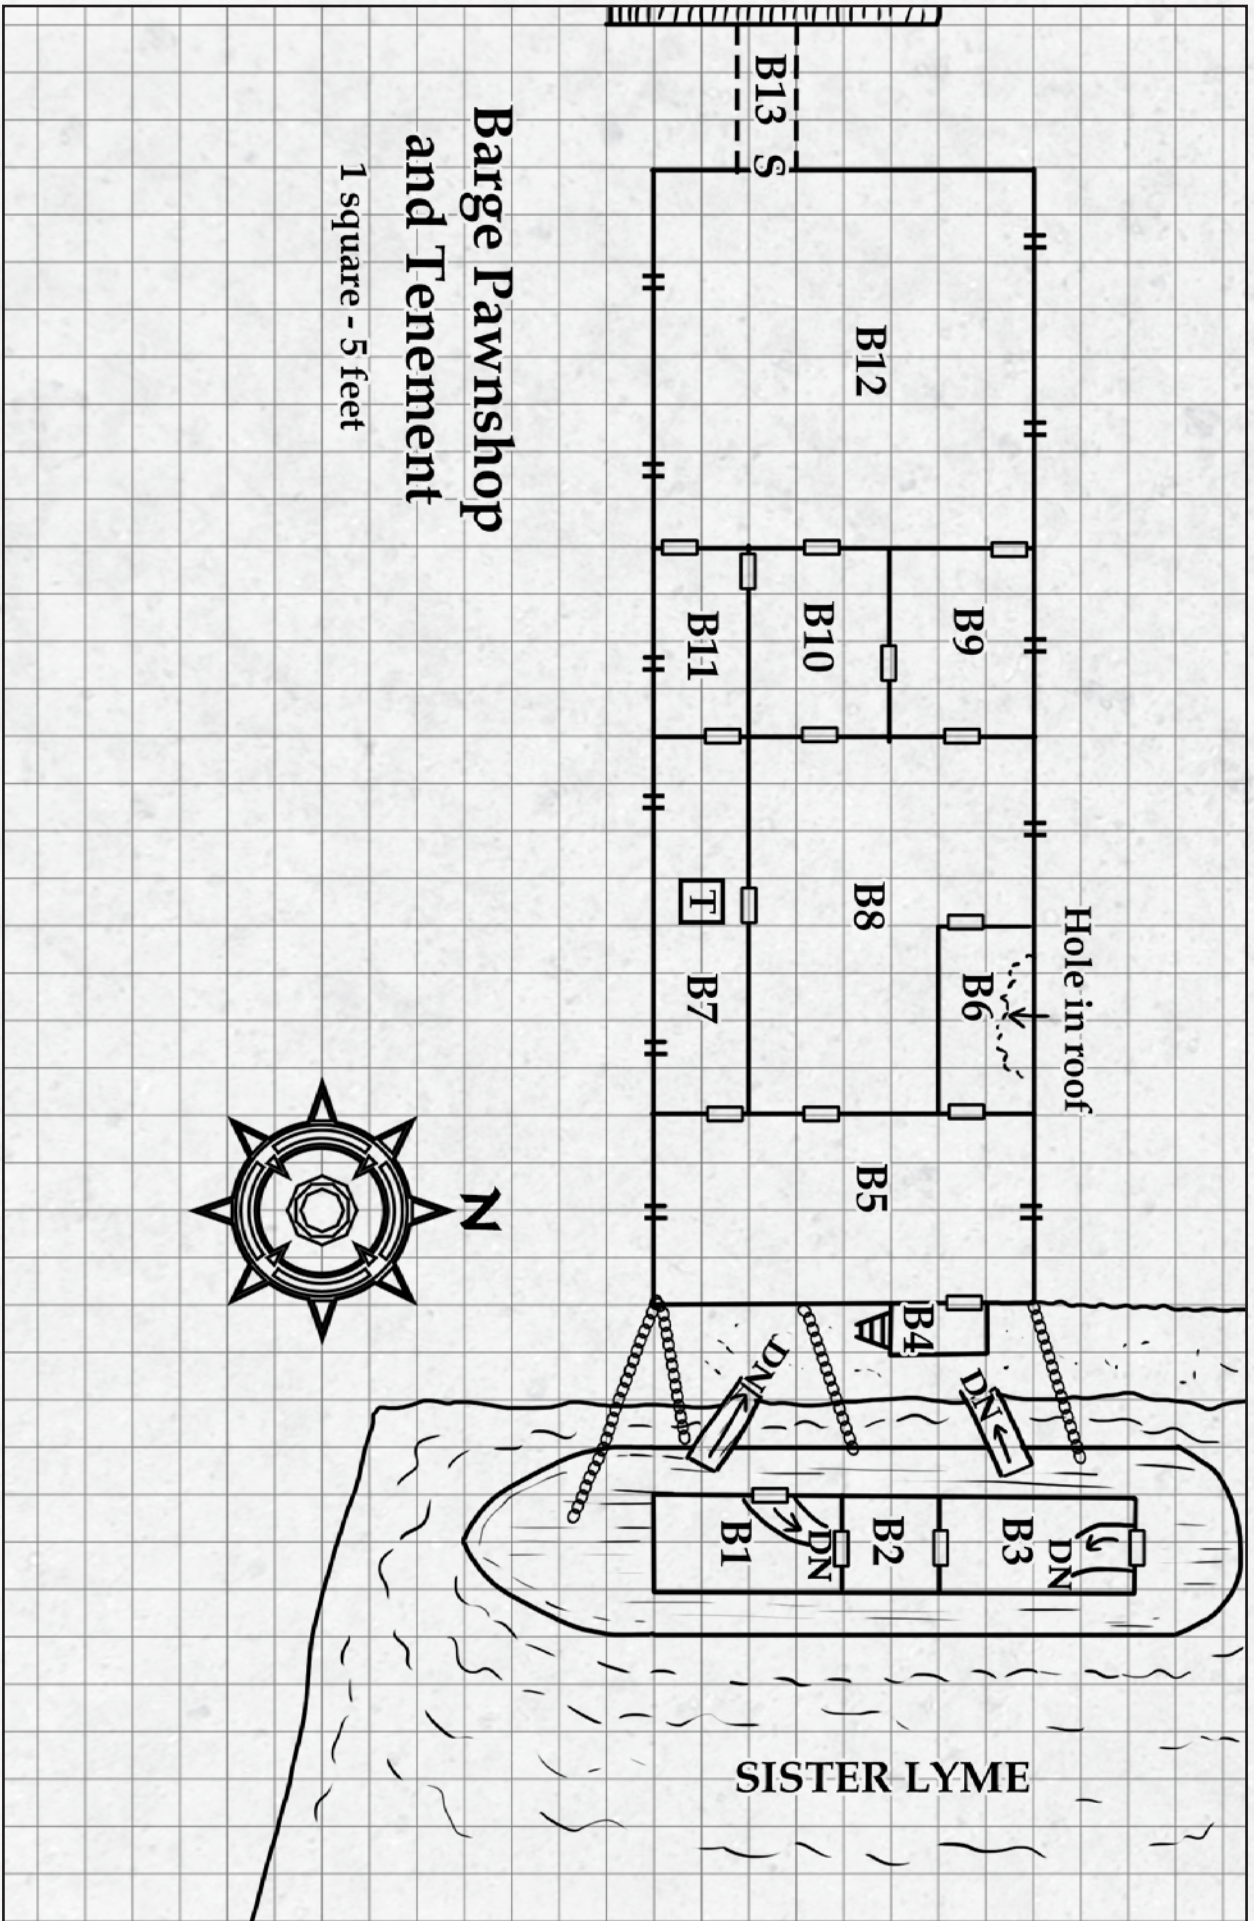 Barge Pawnshop
and Tenement
1 square - 5 feet
B13 S
B12
B9
B10
B11
Hole in roof
B6
B8
T
B7
B5
N
B4
DN
DN
B1
DN
B2
B3
DN
SISTER LYME